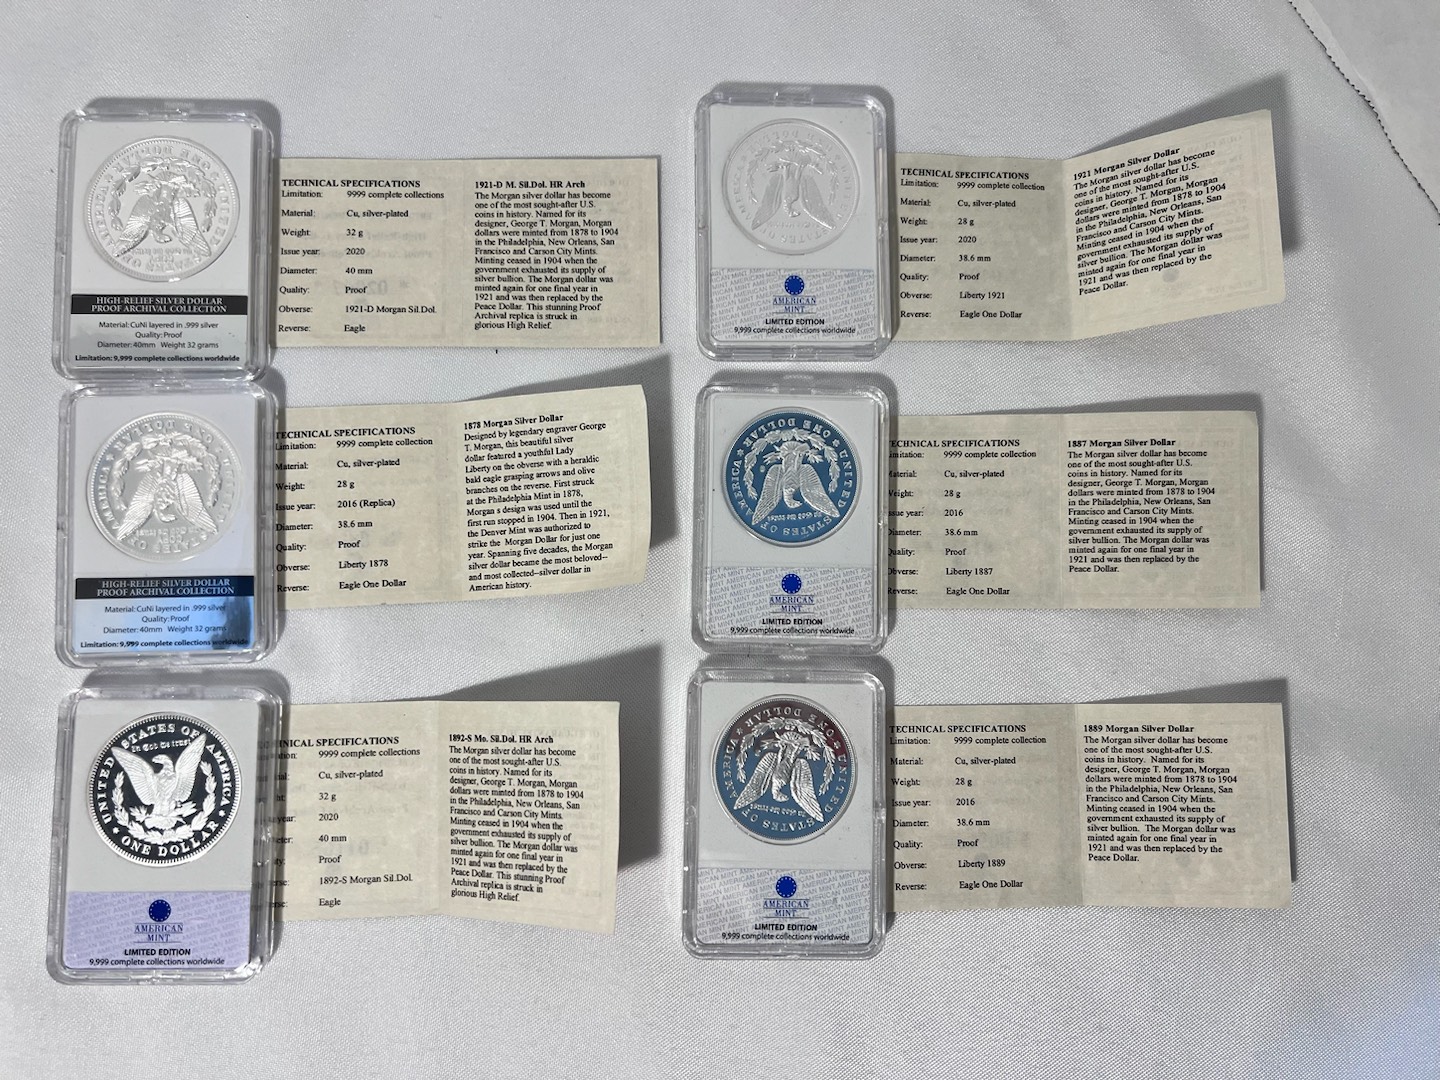 HIGH-RELIEF SILVER DOLLAR
PROOF ARCHIVAL COLLECTION
Material: CuNi layered in .999 silver
Quality: Proof
Diameter: 40mm Weight 32 grams
Limitation: 9,999 complete collections worldwide
TECHNICAL SPECIFICATIONS
Limitation: 9999 complete collections
Material: Cu, silver-plated
Weight: 32 g
Issue year: 2020
Diameter: 40 mm
Quality: Proof
Obverse: 1921-D Morgan Sil.Dol.
Reverse: Eagle
1921-D M. Sil.Dol. HR Arch
The Morgan silver dollar has become
one of the most sought-after U.S.
coins in history. Named for its
designer, George T. Morgan, Morgan
dollars were minted from 1878 to 1904
in the Philadelphia, New Orleans, San
Francisco and Carson City Mints.
Minting ceased in 1904 when the
government exhausted its supply of
silver bullion. The Morgan dollar was
minted again for one final year in
1921 and was then replaced by the
Peace Dollar. This stunning Proof
Archival replica is struck in
glorious High Relief.
AMERICAN
MINT
LIMITED EDITION
9,999 complete collections worldwide
TECHNICAL SPECIFICATIONS
Limitation: 9999 complete collections
Material: Cu, silver-plated
Weight: 28 g
Issue year: 2020
Diameter: 38.6 mm
Quality: Proof
Obverse: Liberty 1921
Reverse: Eagle One Dollar
1921 Morgan Silver Dollar
The Morgan silver dollar has become
one of the most sought-after U.S.
coins in history. Named for its
designer, George T. Morgan, Morgan
dollars were minted from 1878 to 1904
in the Philadelphia, New Orleans, San
Francisco and Carson City Mints.
Minting ceased in 1904 when the
government exhausted its supply of
silver bullion. The Morgan dollar was
minted again for one final year in
1921 and was then replaced by the
Peace Dollar.
ONE DOLLAR
UNITED STATES OF AMERICA
HIGH-RELIEF SILVER DOLLAR
PROOF ARCHIVAL COLLECTION
Material: CuNi layered in .999 silver
Quality: Proof
Diameter: 40mm Weight 32 grams
Limitation: 9,999 complete collections worldwide
TECHNICAL SPECIFICATIONS
Limitation: 9999 complete collection
Material: Cu, silver-plated
Weight: 28 g
Issue year: 2016 (Replica)
Diameter: 38.6 mm
Quality: Proof
Obverse: Liberty 1878
Reverse: Eagle One Dollar
1878 Morgan Silver Dollar
Designed by legendary engraver George
T. Morgan, this beautiful silver
dollar featured a youthful Lady
Liberty on the obverse with a heraldic
bald eagle grasping arrows and olive
branches on the reverse. First struck
at the Philadelphia Mint in 1878,
Morgan s design was used until the
first run stopped in 1904. Then in 1921,
the Denver Mint was authorized to
strike the Morgan Dollar for just one
year. Spanning five decades, the Morgan
silver dollar became the most beloved--
and most collected--silver dollar in
American history.
ONE DOLLAR
UNITED STATES OF AMERICA
AMERICAN
MINT
LIMITED EDITION
9,999 complete collections worldwide
TECHNICAL SPECIFICATIONS
Limitation: 9999 complete collection
Material: Cu, silver-plated
Weight: 28 g
Issue year: 2016
Diameter: 38.6 mm
Quality: Proof
Obverse: Liberty 1887
Reverse: Eagle One Dollar
1887 Morgan Silver Dollar
The Morgan silver dollar has become
one of the most sought-after U.S.
coins in history. Named for its
designer, George T. Morgan, Morgan
dollars were minted from 1878 to 1904
in the Philadelphia, New Orleans, San
Francisco and Carson City Mints.
Minting ceased in 1904 when the
government exhausted its supply of
silver bullion. The Morgan dollar was
minted again for one final year in
1921 and was then replaced by the
Peace Dollar.
UNITED STATES OF AMERICA
In God we trust
ONE DOLLAR
AMERICAN
MINT
LIMITED EDITION
9,999 complete collections worldwide
NICAL SPECIFICATIONS
9999 complete collections
Cu, silver-plated
32 g
year: 2020
40 mm
Proof
1892-S Morgan Sil.Dol.
Eagle
1892-S Mo. Sil.Dol. HR Arch
The Morgan silver dollar has become
one of the most sought-after U.S.
coins in history. Named for its
designer, George T. Morgan, Morgan
dollars were minted from 1878 to 1904
in the Philadelphia, New Orleans, San
Francisco and Carson City Mints.
Minting ceased in 1904 when the
government exhausted its supply of
silver bullion. The Morgan dollar was
minted again for one final year in
1921 and was then replaced by the
Peace Dollar. This stunning Proof
Archival replica is struck in
glorious High Relief.
ONE DOLLAR
UNITED STATES OF AMERICA
AMERICAN
MINT
LIMITED EDITION
9,999 complete collections worldwide
TECHNICAL SPECIFICATIONS
Limitation: 9999 complete collection
Material: Cu, silver-plated
Weight: 28 g
Issue year: 2016
Diameter: 38.6 mm
Quality: Proof
Obverse: Liberty 1889
Reverse: Eagle One Dollar
1889 Morgan Silver Dollar
The Morgan silver dollar has become
one of the most sought-after U.S.
coins in history. Named for its
designer, George T. Morgan, Morgan
dollars were minted from 1878 to 1904
in the Philadelphia, New Orleans, San
Francisco and Carson City Mints.
Minting ceased in 1904 when the
government exhausted its supply of
silver bullion. The Morgan dollar was
minted again for one final year in
1921 and was then replaced by the
Peace Dollar.